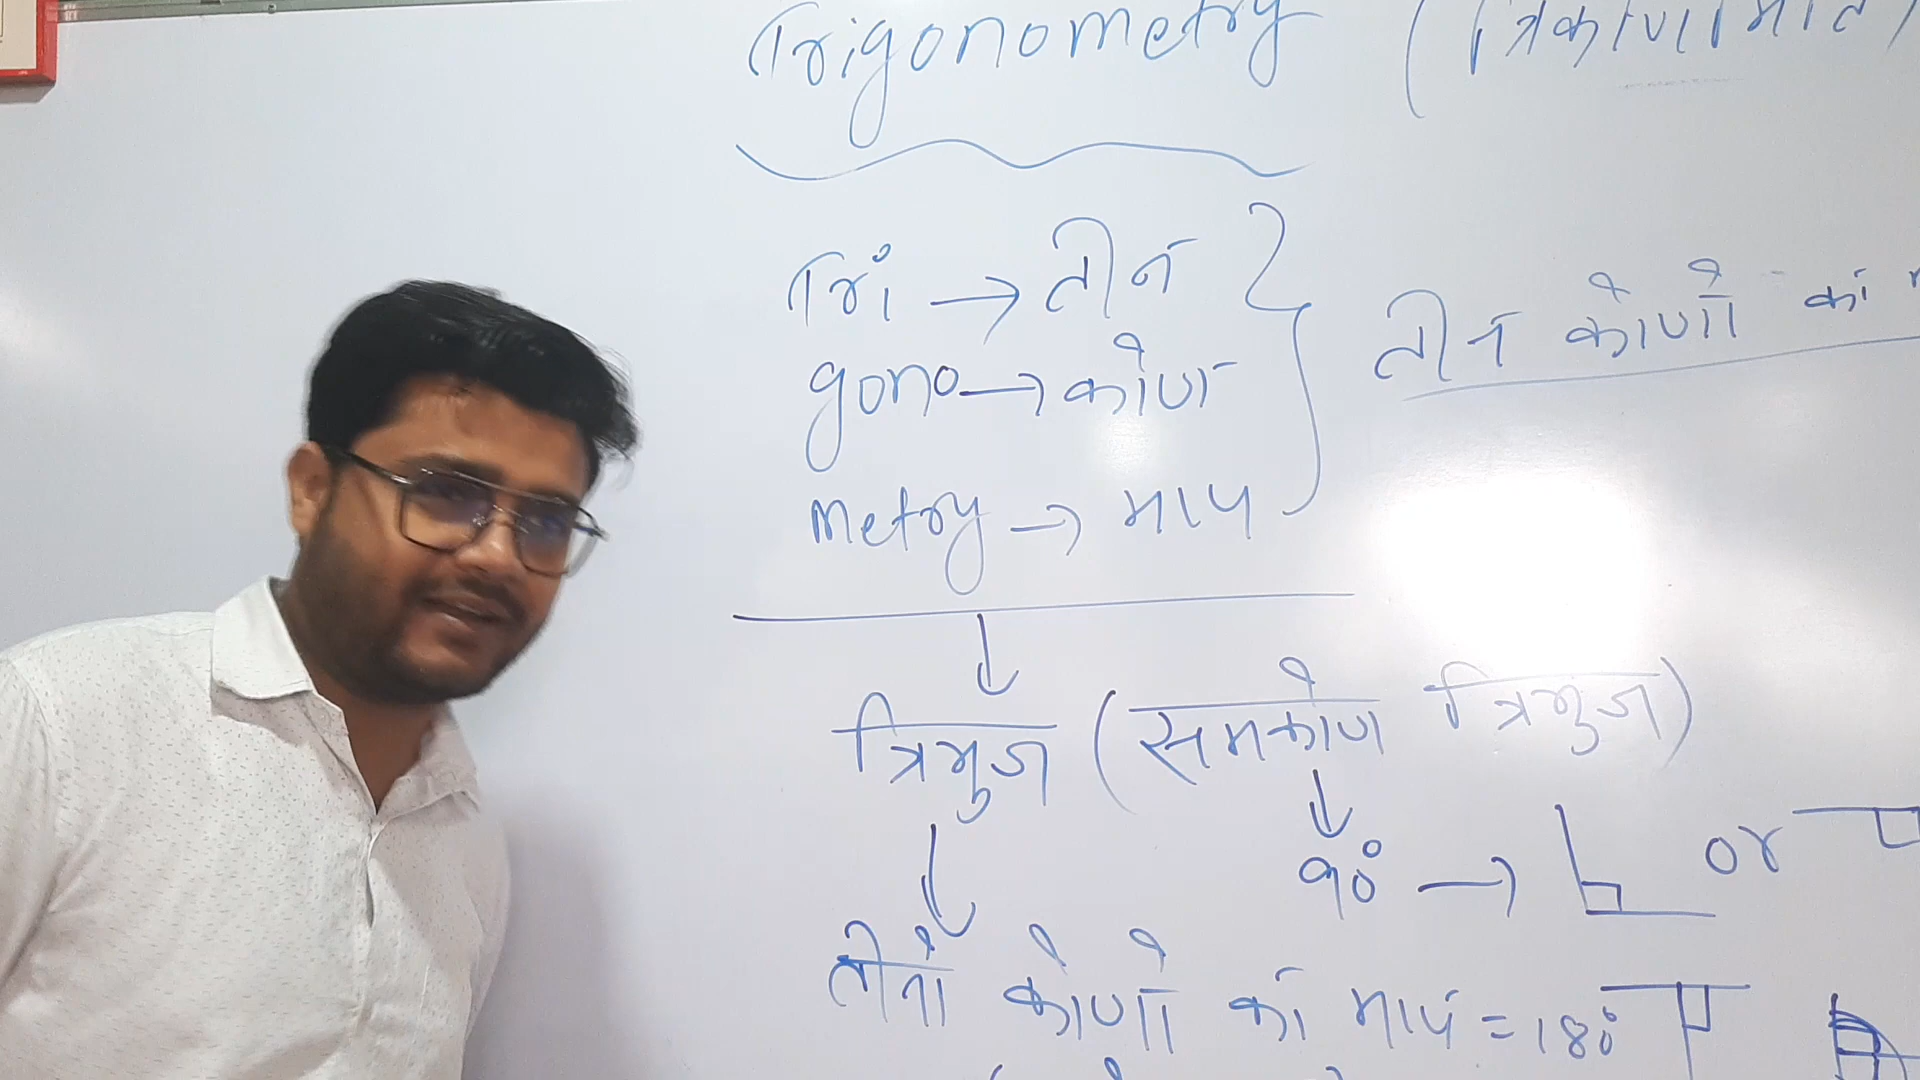 Trigonometry (त्रिकोणमिति)
Tri → तीन
gono → कोण
Metry → माप
तीन कोणों का
त्रिभुज (समकोण त्रिभुज)
90° → or
तीनों कोणों का माप = 180°